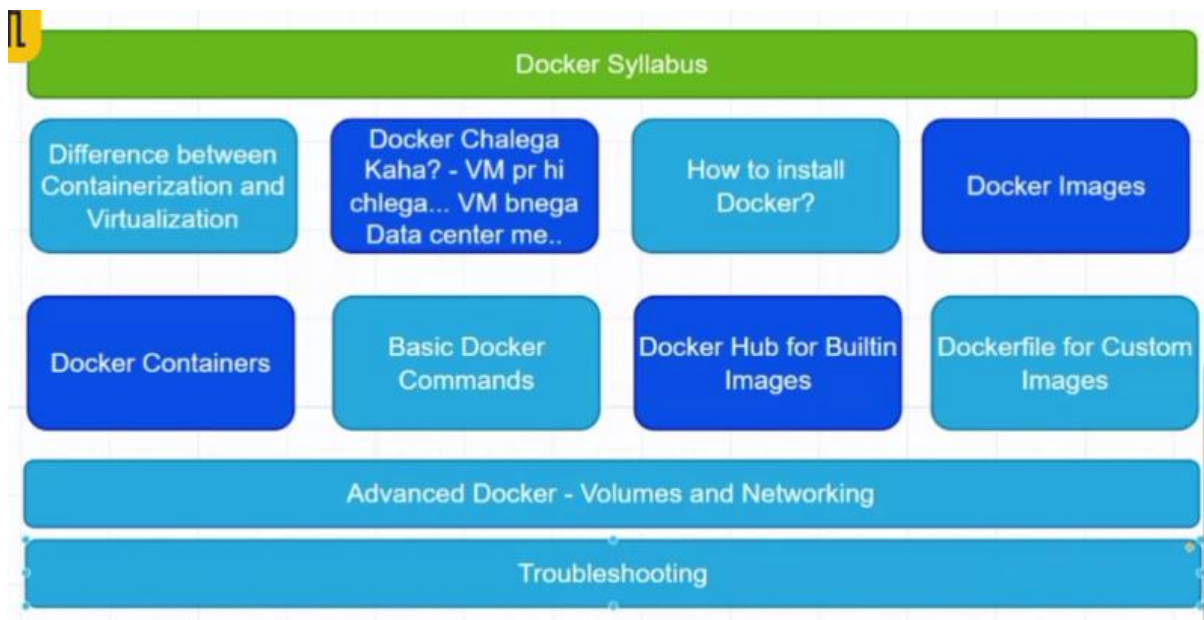 Docker Syllabus
Difference between
Containerization and
Virtualization
Docker Chalega
Kaha? - VM pr hi
chlega... VM bnega
Data center me..
How to install
Docker?
Docker Images
Docker Containers
Basic Docker
Commands
Docker Hub for Builtin
Images
Dockerfile for Custom
Images
Advanced Docker - Volumes and Networking
Troubleshooting